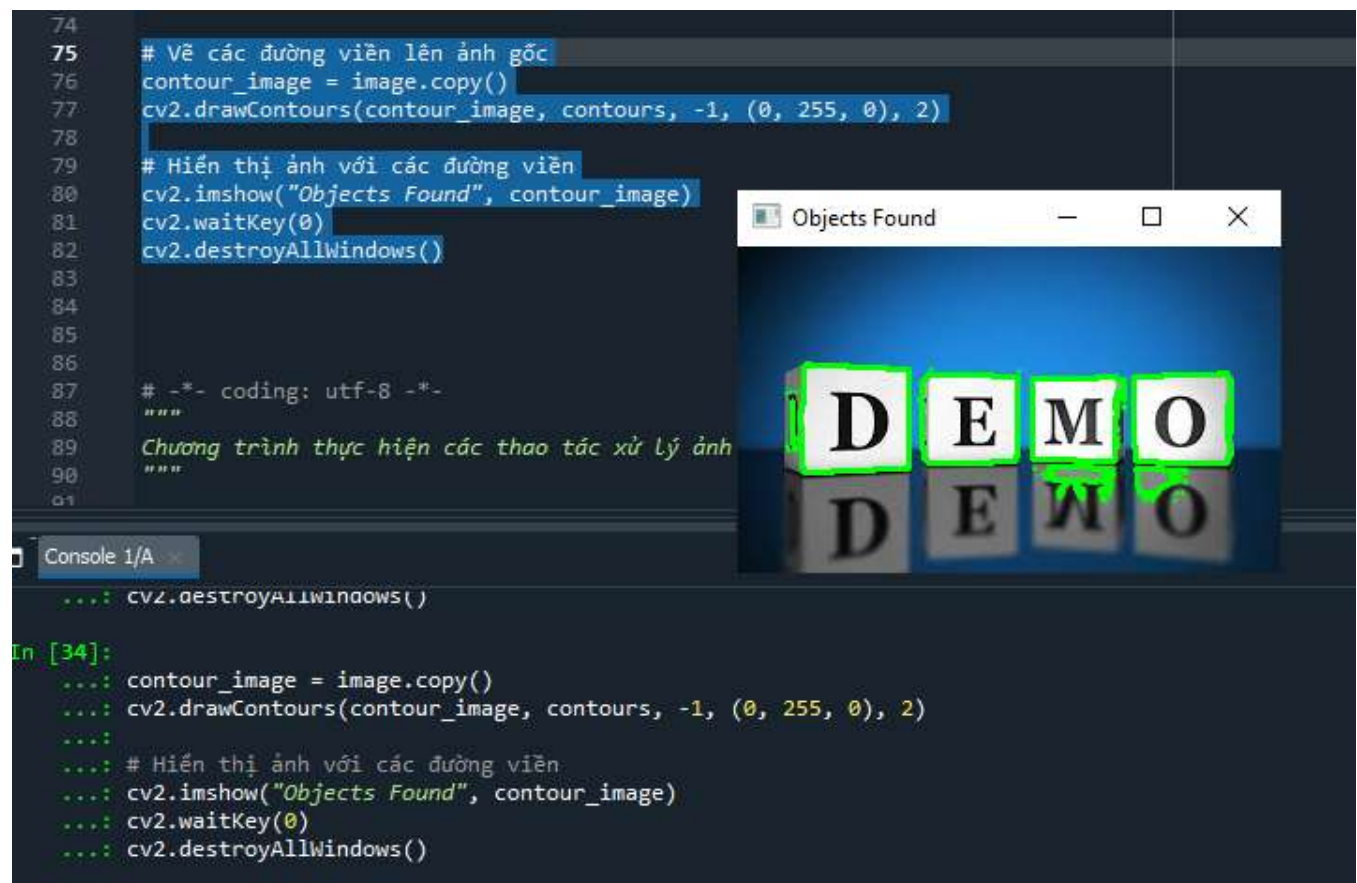 74
75 # Vẽ các đường viền lên ảnh gốc
76 contour_image = image.copy()
77 cv2.drawContours(contour_image, contours, -1, (0, 255, 0), 2)
78
79 # Hiển thị ảnh với các đường viền
80 cv2.imshow("Objects Found", contour_image)
81 cv2.waitKey(0)
82 cv2.destroyAllWindows()
83
84
85
86
87 # -*- coding: utf-8 -*-
88 """
89 Chương trình thực hiện các thao tác xử lý ảnh
90 """
91
Objects Found
DEMO
DEMO
Console 1/A
...: cv2.destroyAllWindows()
In [34]:
...: contour_image = image.copy()
...: cv2.drawContours(contour_image, contours, -1, (0, 255, 0), 2)
...:
...: # Hiển thị ảnh với các đường viền
...: cv2.imshow("Objects Found", contour_image)
...: cv2.waitKey(0)
...: cv2.destroyAllWindows()